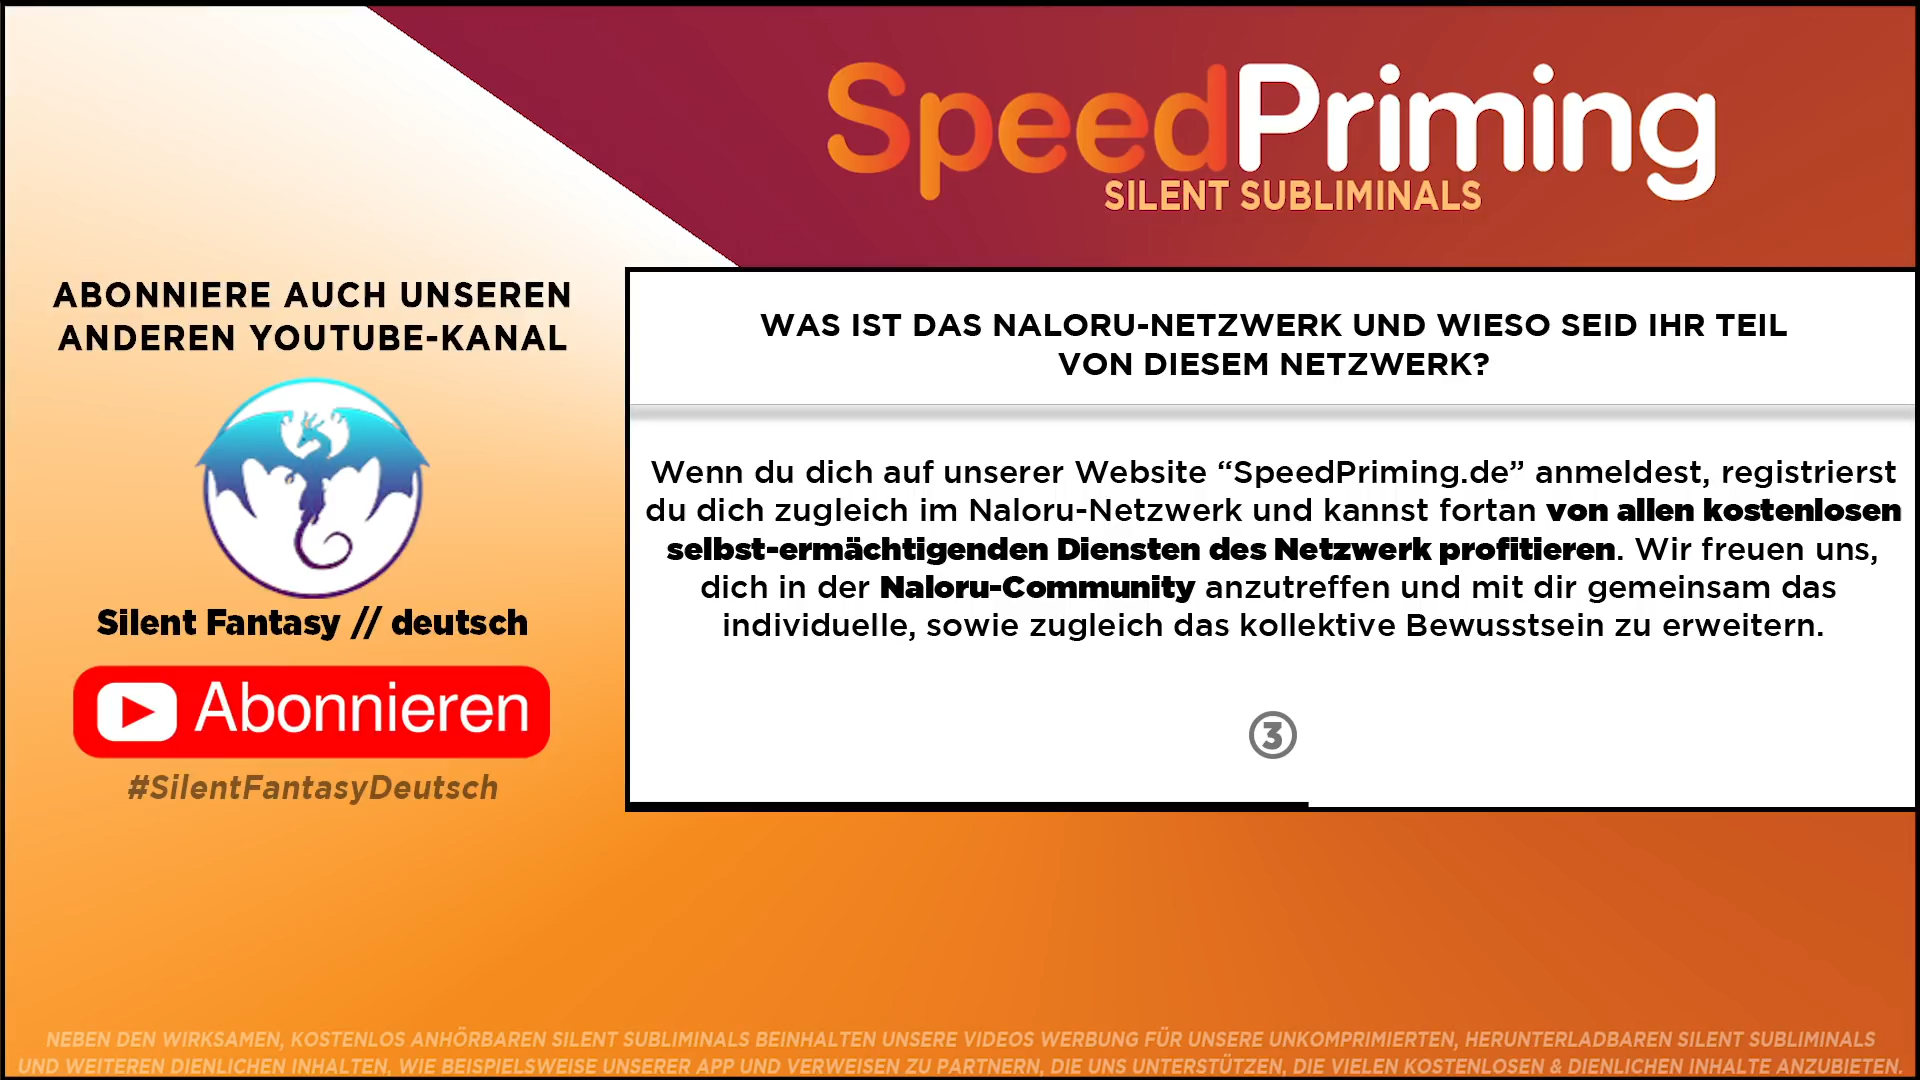 SpeedPriming
SILENT SUBLIMINALS
ABONNIERE AUCH UNSEREN
ANDEREN YOUTUBE-KANAL
Silent Fantasy // deutsch
Abonnieren
#SilentFantasyDeutsch
WAS IST DAS NALORU-NETZWERK UND WIESO SEID IHR TEIL
VON DIESEM NETZWERK?
Wenn du dich auf unserer Website “SpeedPriming.de” anmeldest, registrierst
du dich zugleich im Naloru-Netzwerk und kannst fortan von allen kostenlosen
selbst-ermächtigenden Diensten des Netzwerk profitieren. Wir freuen uns,
dich in der Naloru-Community anzutreffen und mit dir gemeinsam das
individuelle, sowie zugleich das kollektive Bewusstsein zu erweitern.
3
NEBEN DEN WIRKSAMEN, KOSTENLOS ANHÖRBAREN SILENT SUBLIMINALS BEINHALTEN UNSERE VIDEOS WERBUNG FÜR UNSERE UNKOMPRIMIERTEN, HERUNTERLADBAREN SILENT SUBLIMINALS
UND WEITEREN DIENLICHEN INHALTEN, WIE BEISPIELSWEISE UNSERER APP UND VERWEISEN ZU PARTNERN, DIE UNS UNTERSTÜTZEN, DIE VIELEN KOSTENLOSEN & DIENLICHEN INHALTE ANZUBIETEN.